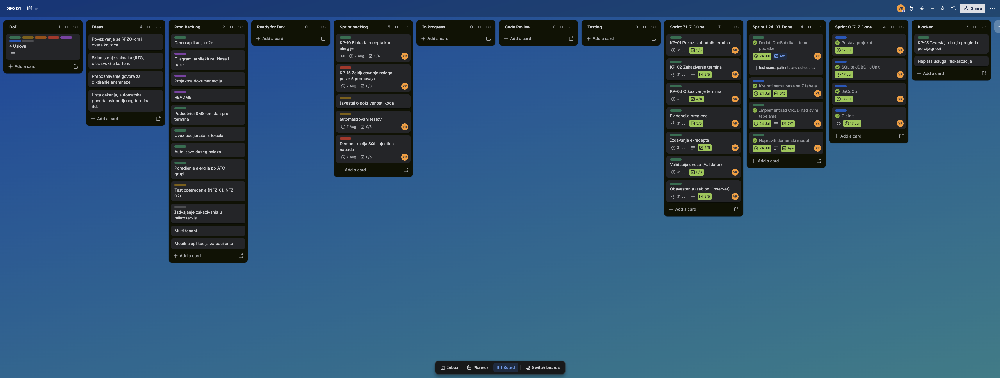 SE201
VR
Share
DoD 1
4 Uslova
Add a card
Ideas 4
Povezivanje sa RFZO-om i
overa knjizice
Skladistenje snimaka (RTG,
ultrazvuk) u kartonu
Prepoznavanje govora za
diktiranje anamneze
Lista cekanja, automatska
ponuda oslobodjenog termina
itd.
Add a card
Prod Backlog 12
Demo aplikacija e2e
Dijagrami arhitekture, klasa i
baze
Projektna dokumentacija
README
Podsetnici SMS-om dan pre
termina
Uvoz pacijenata iz Excela
Auto-save duzeg nalaza
Poredjenje alergija po ATC
grupi
Test opterecenja (NFZ-01, NFZ-
02)
Izdvajanje zakazivanja u
mikroservis
Multi tenant
Mobilna aplikacija za pacijente
Add a card
Ready for Dev 0
Add a card
Sprint backlog 5
KP-10 Blokada recepta kod
alergije
7 Aug 0/4 VR
KP-15 Zakljucavanje naloga
posle 5 promasaja
7 Aug 0/6 VR
Izvestaj o pokrivenosti koda
automatizovani testovi
7 Aug 0/6 VR
Demonstracija SQL injection
napada
7 Aug 0/6 VR
Add a card
In Progress 0
Add a card
Code Review 0
Add a card
Testing 0
Add a card
Sprint 31. 7. DOne 7
KP-01 Prikaz slobodnih termina
31 Jul 5/5 VR
KP-02 Zakazivanje termina
31 Jul 5/5 VR
KP-03 Otkazivanje termina
31 Jul 4/4 VR
Evidencija pregleda
31 Jul 5/5 VR
Izdavanje e-recepta
31 Jul 5/5 VR
Validacija unosa (Validator)
31 Jul 6/6 VR
Obavestenja (sablon Observer)
31 Jul 5/5 VR
Add a card
Sprint 1 24. 07. Done 4
Dodati DaoFabrika i demo
podatke
24 Jul 4/5 VR
test users, patients and schedules
Kreirati semu baze sa 7 tabela
24 Jul 3/3 VR
Implementirati CRUD nad svim
tabelama
24 Jul 7/7 VR
Napraviti domenski model
24 Jul 4/4 VR
Add a card
Sprint 0 17. 7. Done 4
Postavi projekat
17 Jul VR
SQLite JDBC i JUnit
17 Jul VR
JaCoCo
17 Jul VR
Git init
17 Jul VR
Add a card
Blocked 2
KP-13 Izvestaj o broju pregleda
po dijagnozi
Naplata usluga i fiskalizacija
Add a card
Inbox Planner Board Switch boards